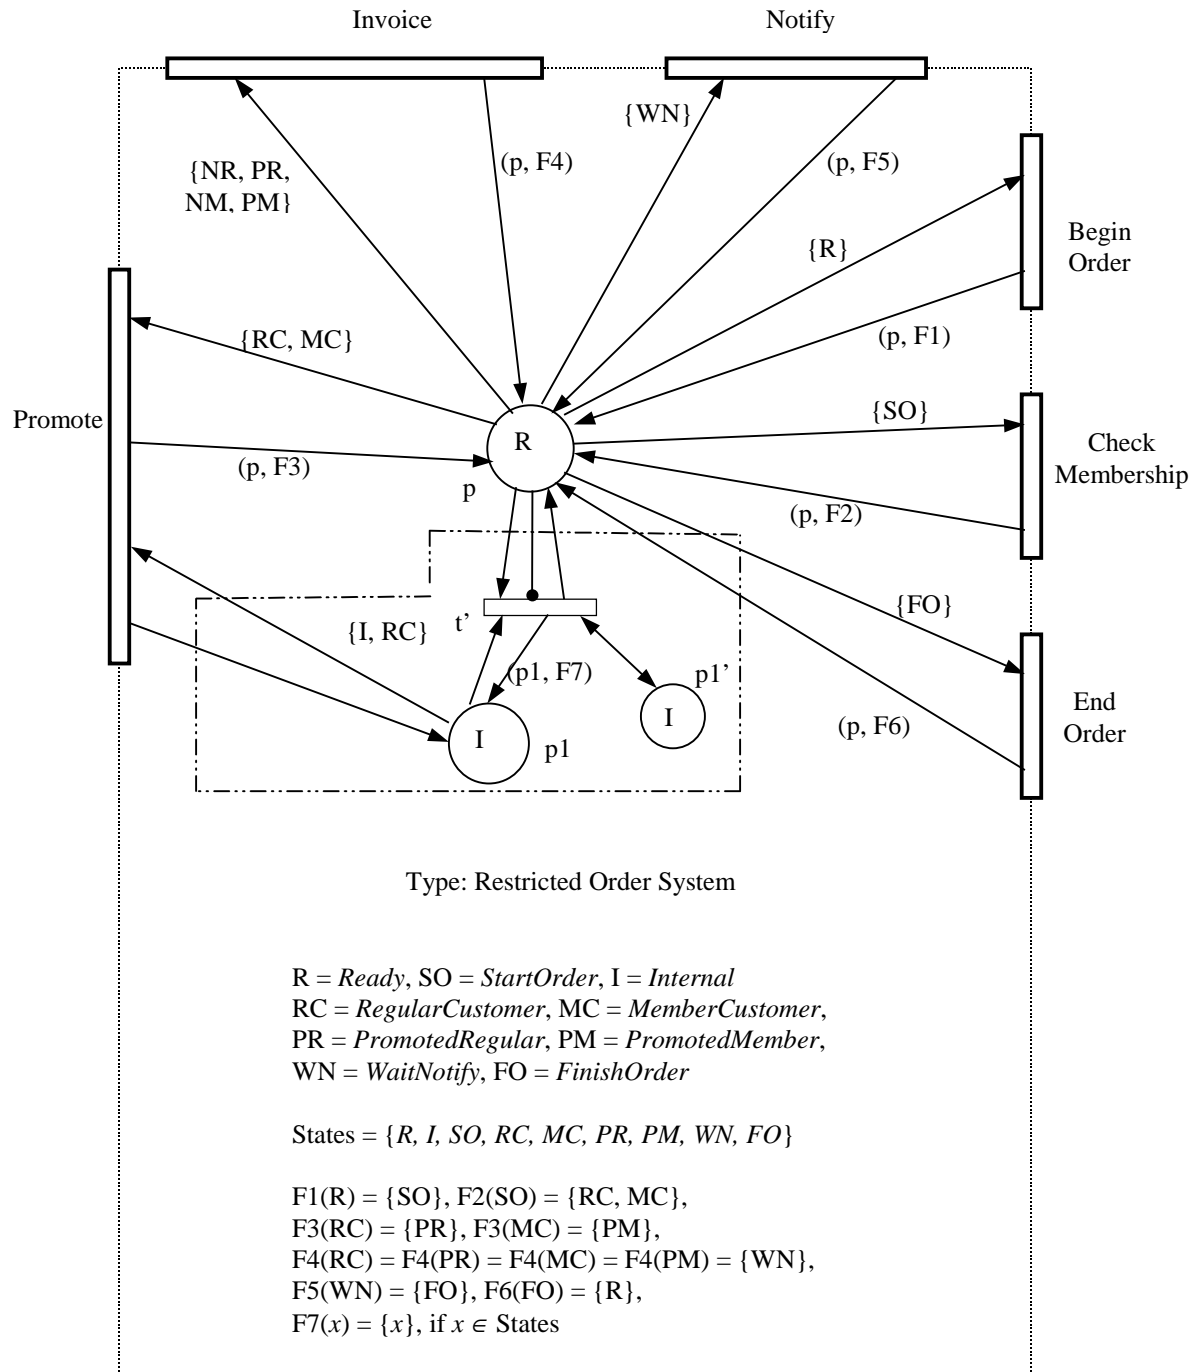 Invoice
Notify
{WN}
(p, F4)
(p, F5)
{NR, PR,
NM, PM}
Begin
Order
{R}
(p, F1)
{RC, MC}
Promote
{SO}
R
Check
Membership
(p, F3)
p
(p, F2)
{FO}
t’
{I, RC}
(p1, F7)
p1’
I
I
p1
(p, F6)
End
Order
Type: Restricted Order System
R = Ready, SO = StartOrder, I = Internal
RC = RegularCustomer, MC = MemberCustomer,
PR = PromotedRegular, PM = PromotedMember,
WN = WaitNotify, FO = FinishOrder
States = {R, I, SO, RC, MC, PR, PM, WN, FO}
F1(R) = {SO}, F2(SO) = {RC, MC},
F3(RC) = {PR}, F3(MC) = {PM},
F4(RC) = F4(PR) = F4(MC) = F4(PM) = {WN},
F5(WN) = {FO}, F6(FO) = {R},
F7(x) = {x}, if x ∈ States